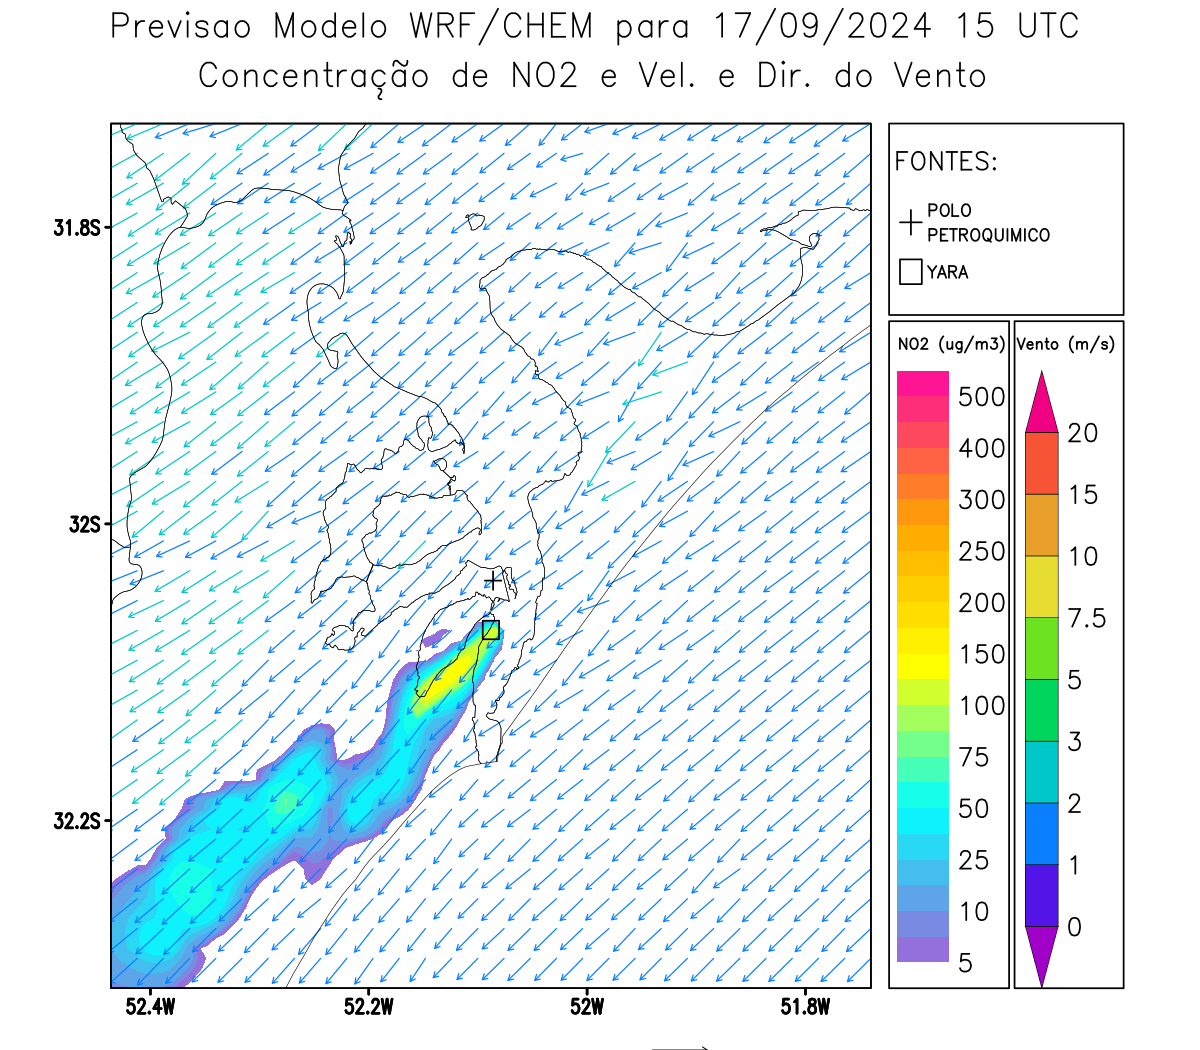 Previsao Modelo WRF/CHEM para 17/09/2024 15 UTC
Concentração de NO2 e Vel. e Dir. do Vento
FONTES:
POLO
PETROQUIMICO
YARA
NO2 (ug/m3)
500
400
300
250
200
150
100
75
50
25
10
5
Vento (m/s)
20
15
10
7.5
5
3
2
1
0
31.8S
32S
32.2S
52.4W
52.2W
52W
51.8W